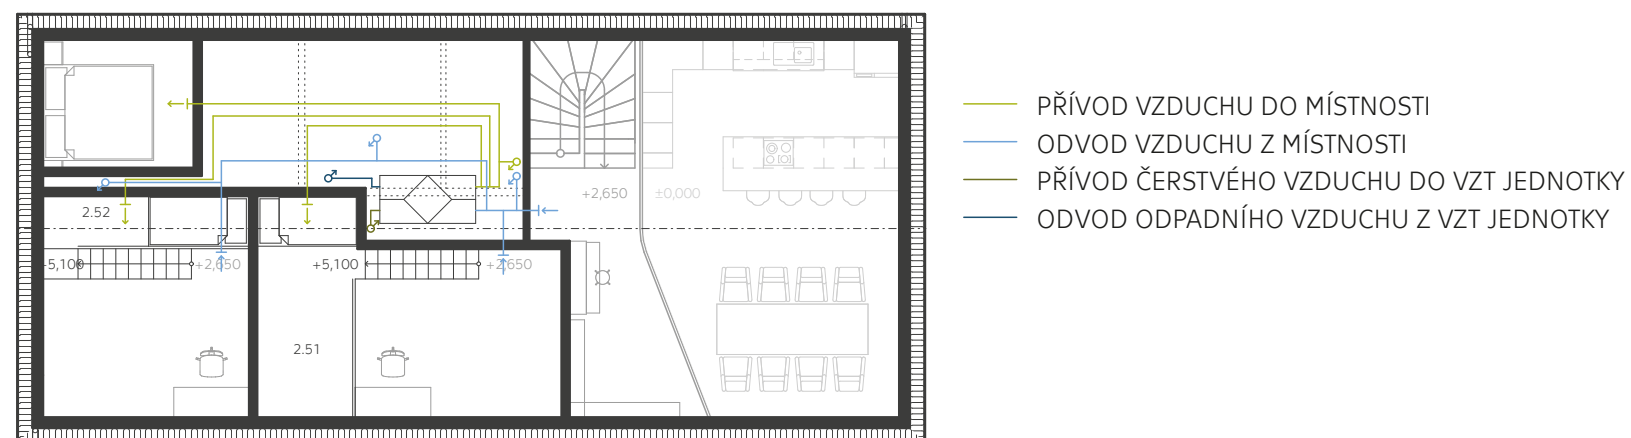 PŘÍVOD VZDUCHU DO MÍSTNOSTI
ODVOD VZDUCHU Z MÍSTNOSTI
PŘÍVOD ČERSTVÉHO VZDUCHU DO VZT JEDNOTKY
ODVOD ODPADNÍHO VZDUCHU Z VZT JEDNOTKY
+2,650
±0,000
2.52
+5,100
+2,650
+5,100
+2,650
2.51